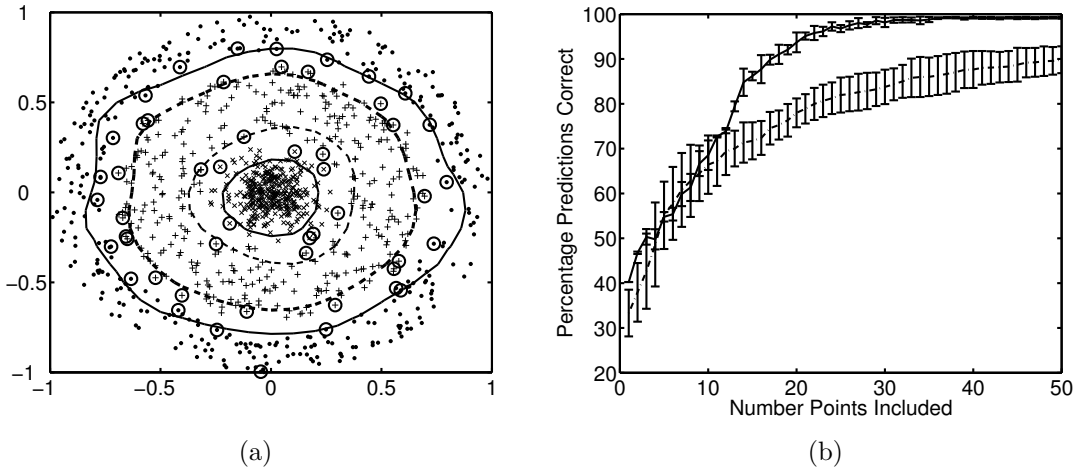 1
0.5
0
−0.5
−1
−1 −0.5 0 0.5 1
(a)
Percentage Predictions Correct
100
90
80
70
60
50
40
30
20
0 10 20 30 40 50
Number Points Included
(b)